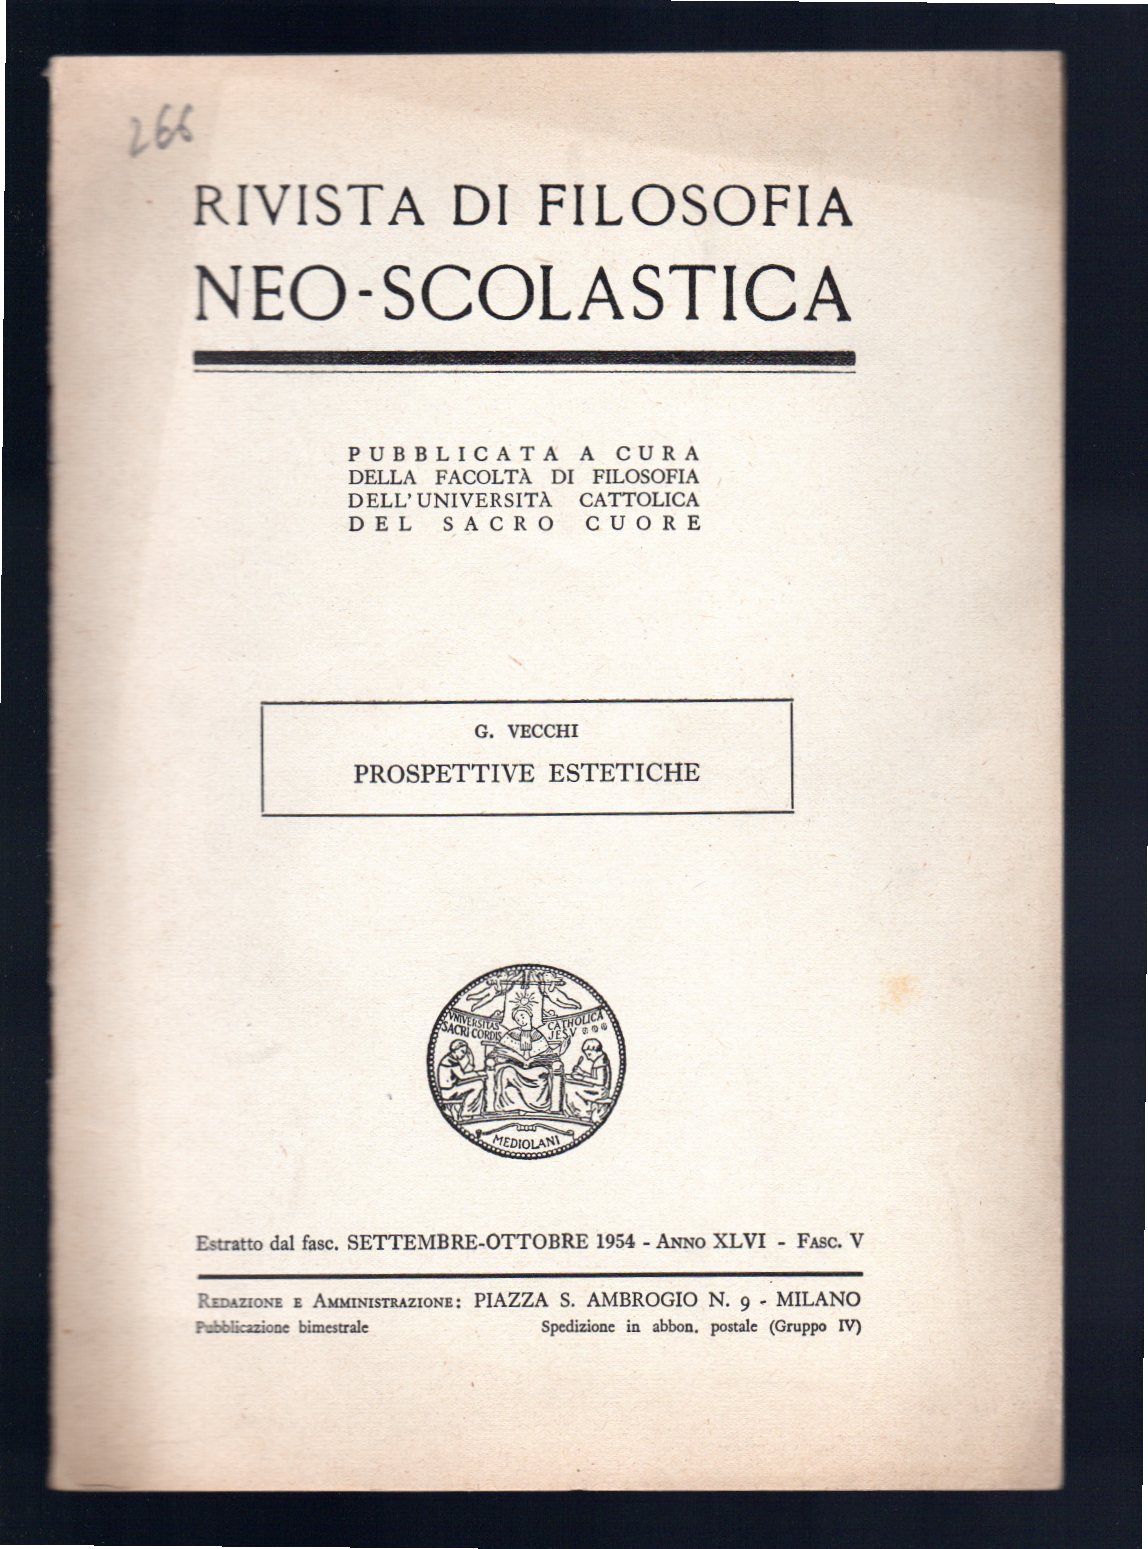 266
RIVISTA DI FILOSOFIA
NEO-SCOLASTICA
PUBBLICATA A CURA
DELLA FACOLTÀ DI FILOSOFIA
DELL'UNIVERSITÀ CATTOLICA
DEL SACRO CUORE
G. VECCHI
PROSPETTIVE ESTETICHE
VNIVERSITAS CATHOLICA
SACRI CORDIS JESV
MEDIOLANI
Estratto dal fasc. SETTEMBRE-OTTOBRE 1954 - ANNO XLVI - FASC. V
REDAZIONE E AMMINISTRAZIONE: PIAZZA S. AMBROGIO N. 9 - MILANO
Pubblicazione bimestrale Spedizione in abbon. postale (Gruppo IV)